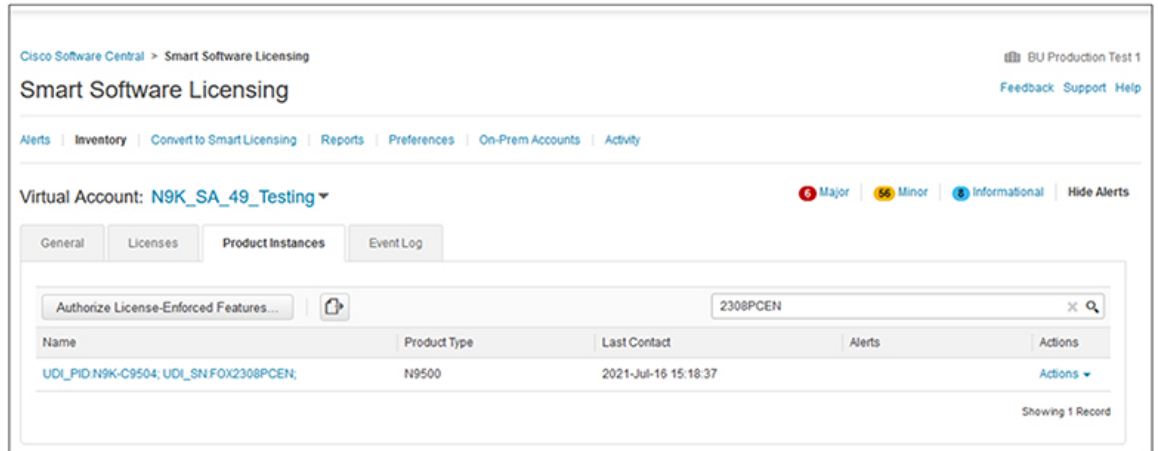 Cisco Software Central > Smart Software Licensing
BU Production Test 1
Smart Software Licensing
Feedback Support Help
Alerts | Inventory | Convert to Smart Licensing | Reports | Preferences | On-Prem Accounts | Activity
Virtual Account: N9K_SA_49_Testing
6 Major | 56 Minor | 8 Informational | Hide Alerts
General Licenses Product Instances Event Log
Authorize License-Enforced Features...
2308PCEN
Name Product Type Last Contact Alerts Actions
UDI_PID:N9K-C9504; UDI_SN:FOX2308PCEN; N9500 2021-Jul-16 15:18:37 Actions
Showing 1 Record